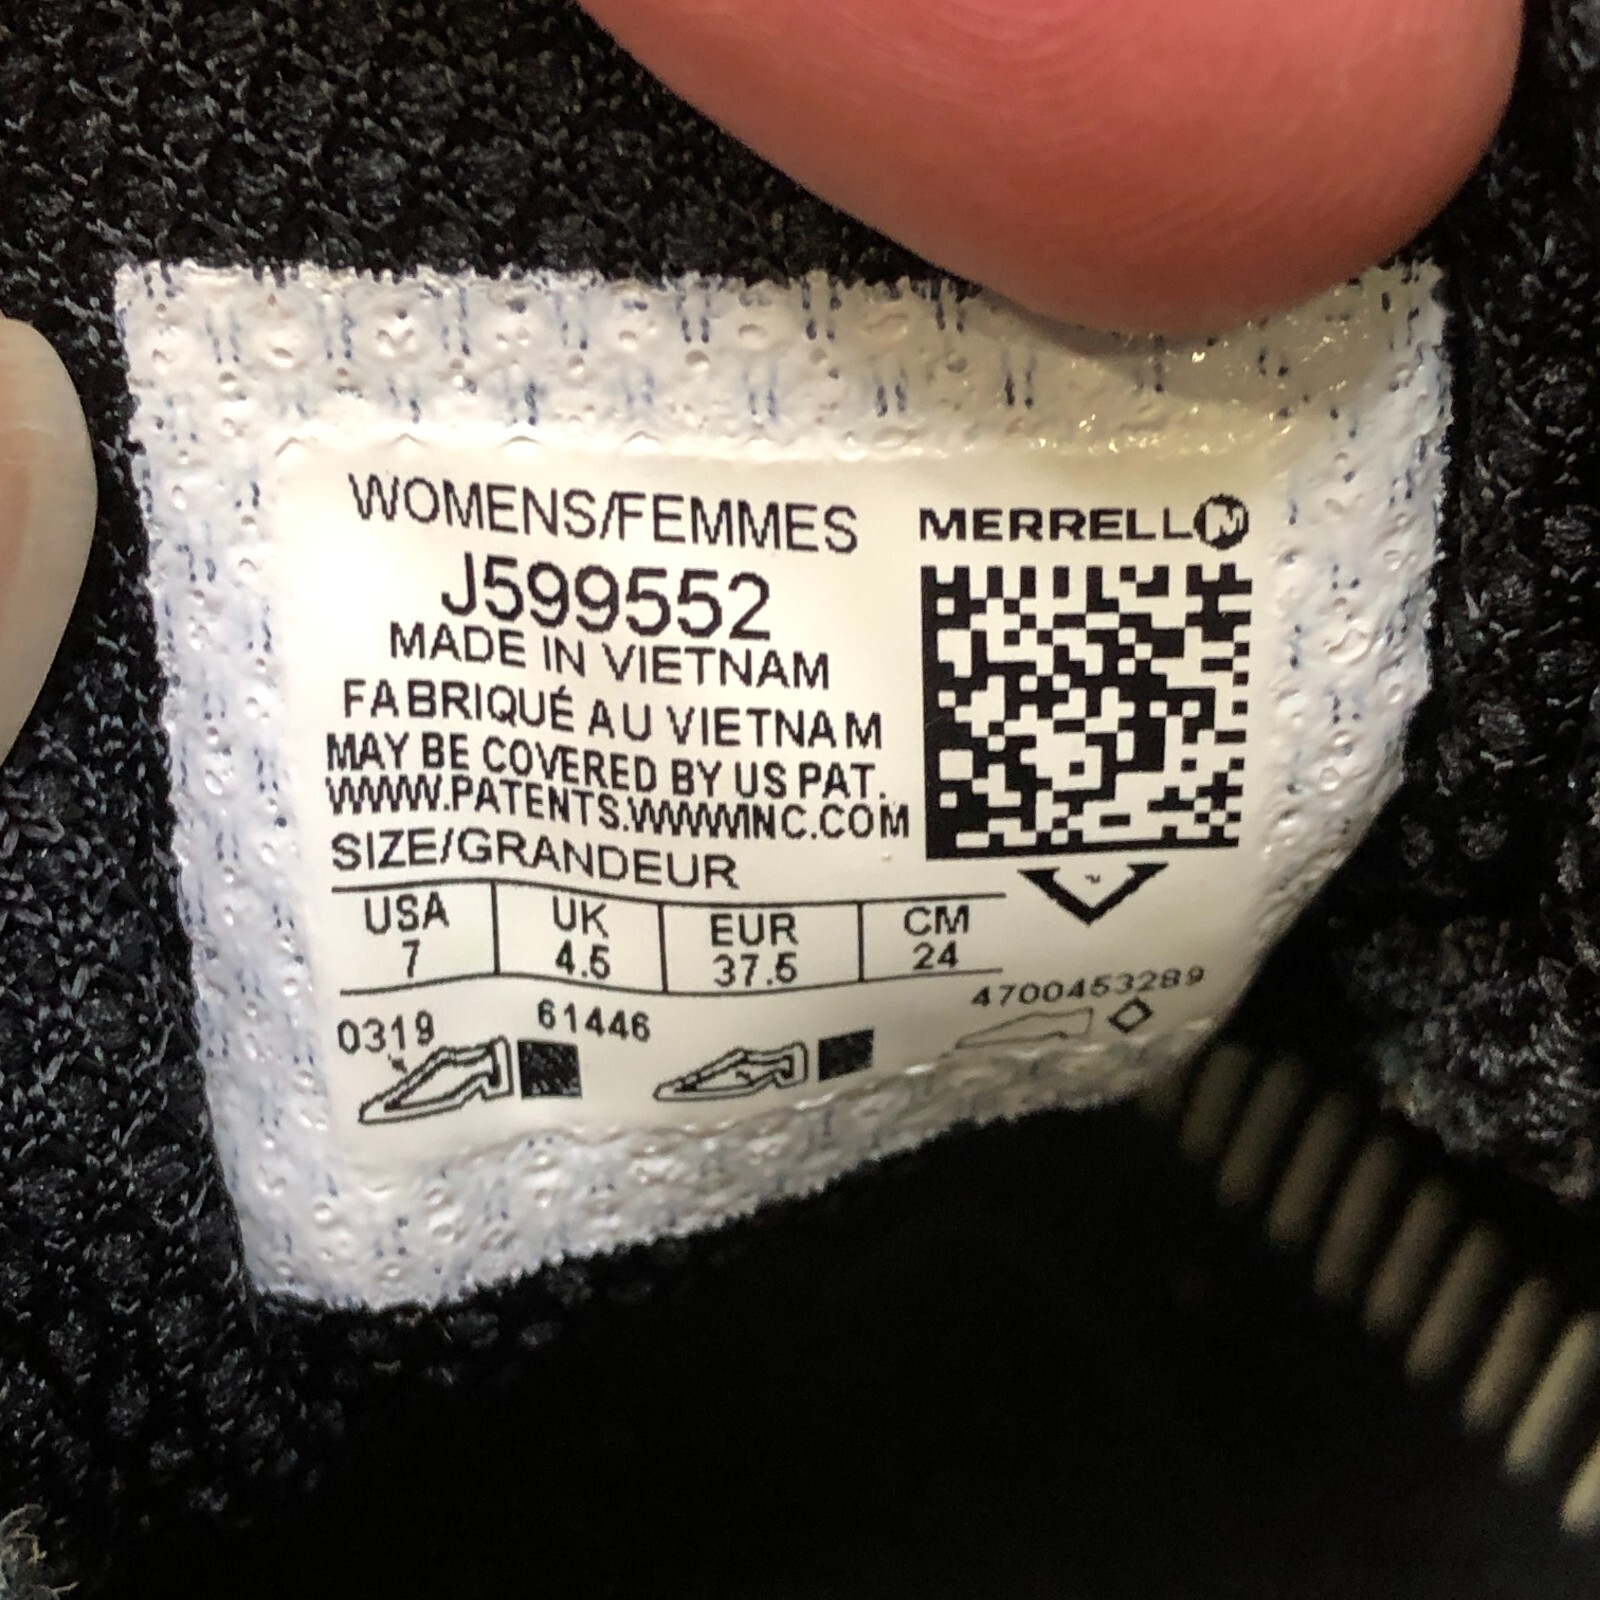 WOMENS/FEMMES
J599552
MADE IN VIETNAM
FABRIQUÉ AU VIETNAM
MAY BE COVERED BY US PAT.
WWW.PATENTS.WWWINC.COM
SIZE/GRANDEUR
USA UK EUR CM
7 4.5 37.5 24
0319 61446
MERRELL M
4700453289